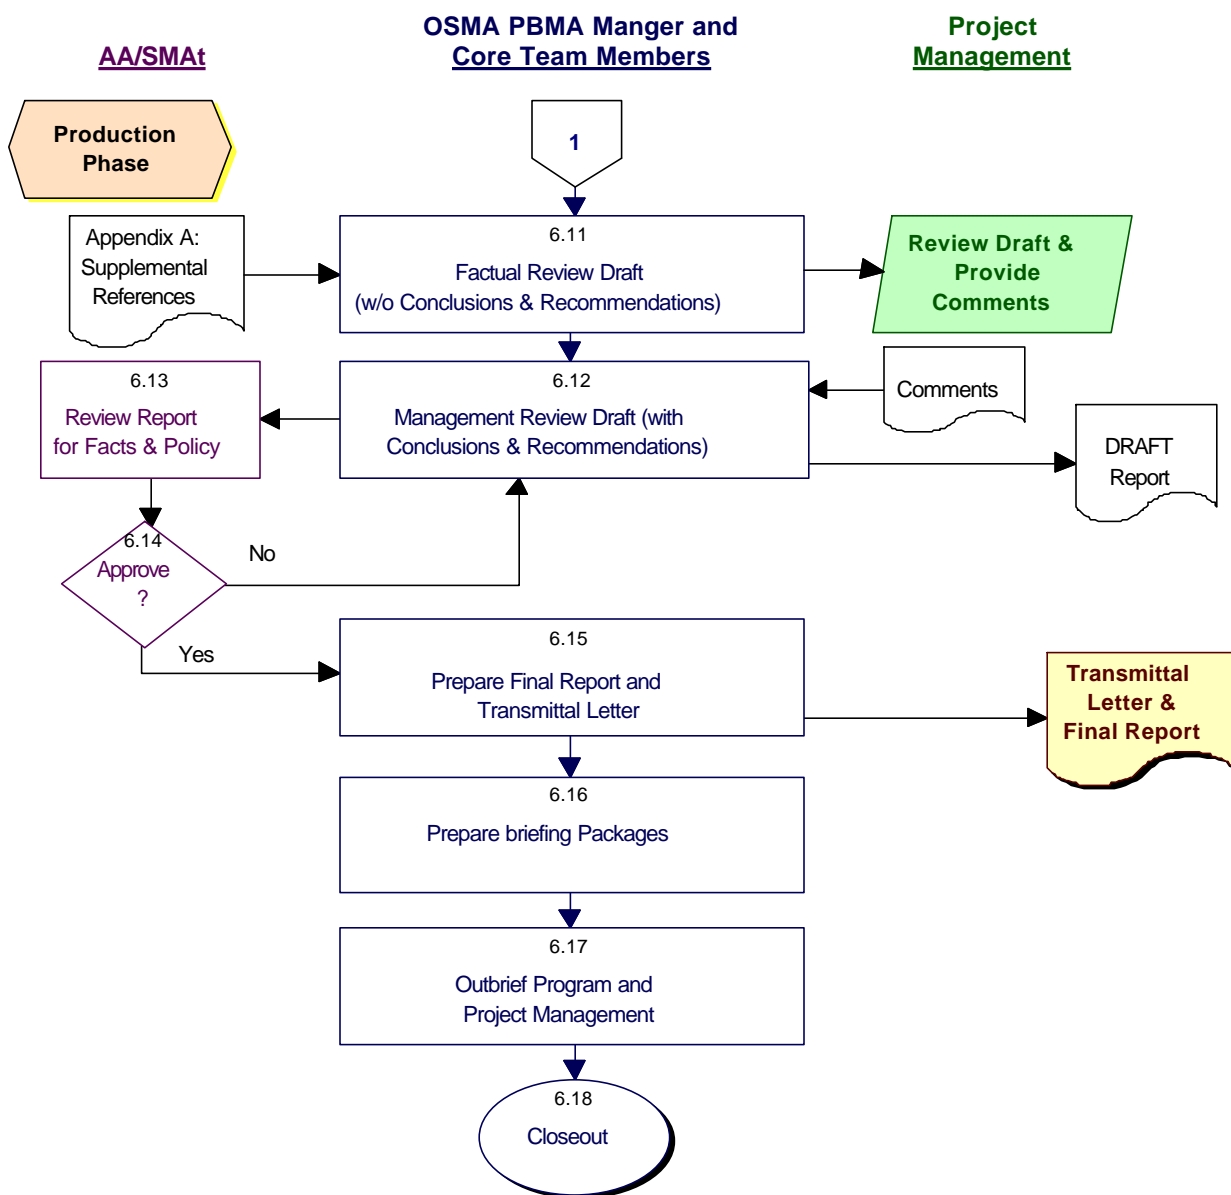 AA/SMAt
OSMA PBMA Manger and
Core Team Members
Project
Management
Production
Phase
1
Appendix A:
Supplemental
References
6.11
Factual Review Draft
(w/o Conclusions & Recommendations)
Review Draft &
Provide
Comments
6.13
Review Report
for Facts & Policy
6.12
Management Review Draft (with
Conclusions & Recommendations)
Comments
DRAFT
Report
6.14
Approve
?
No
Yes
6.15
Prepare Final Report and
Transmittal Letter
Transmittal
Letter &
Final Report
6.16
Prepare briefing Packages
6.17
Outbrief Program and
Project Management
6.18
Closeout